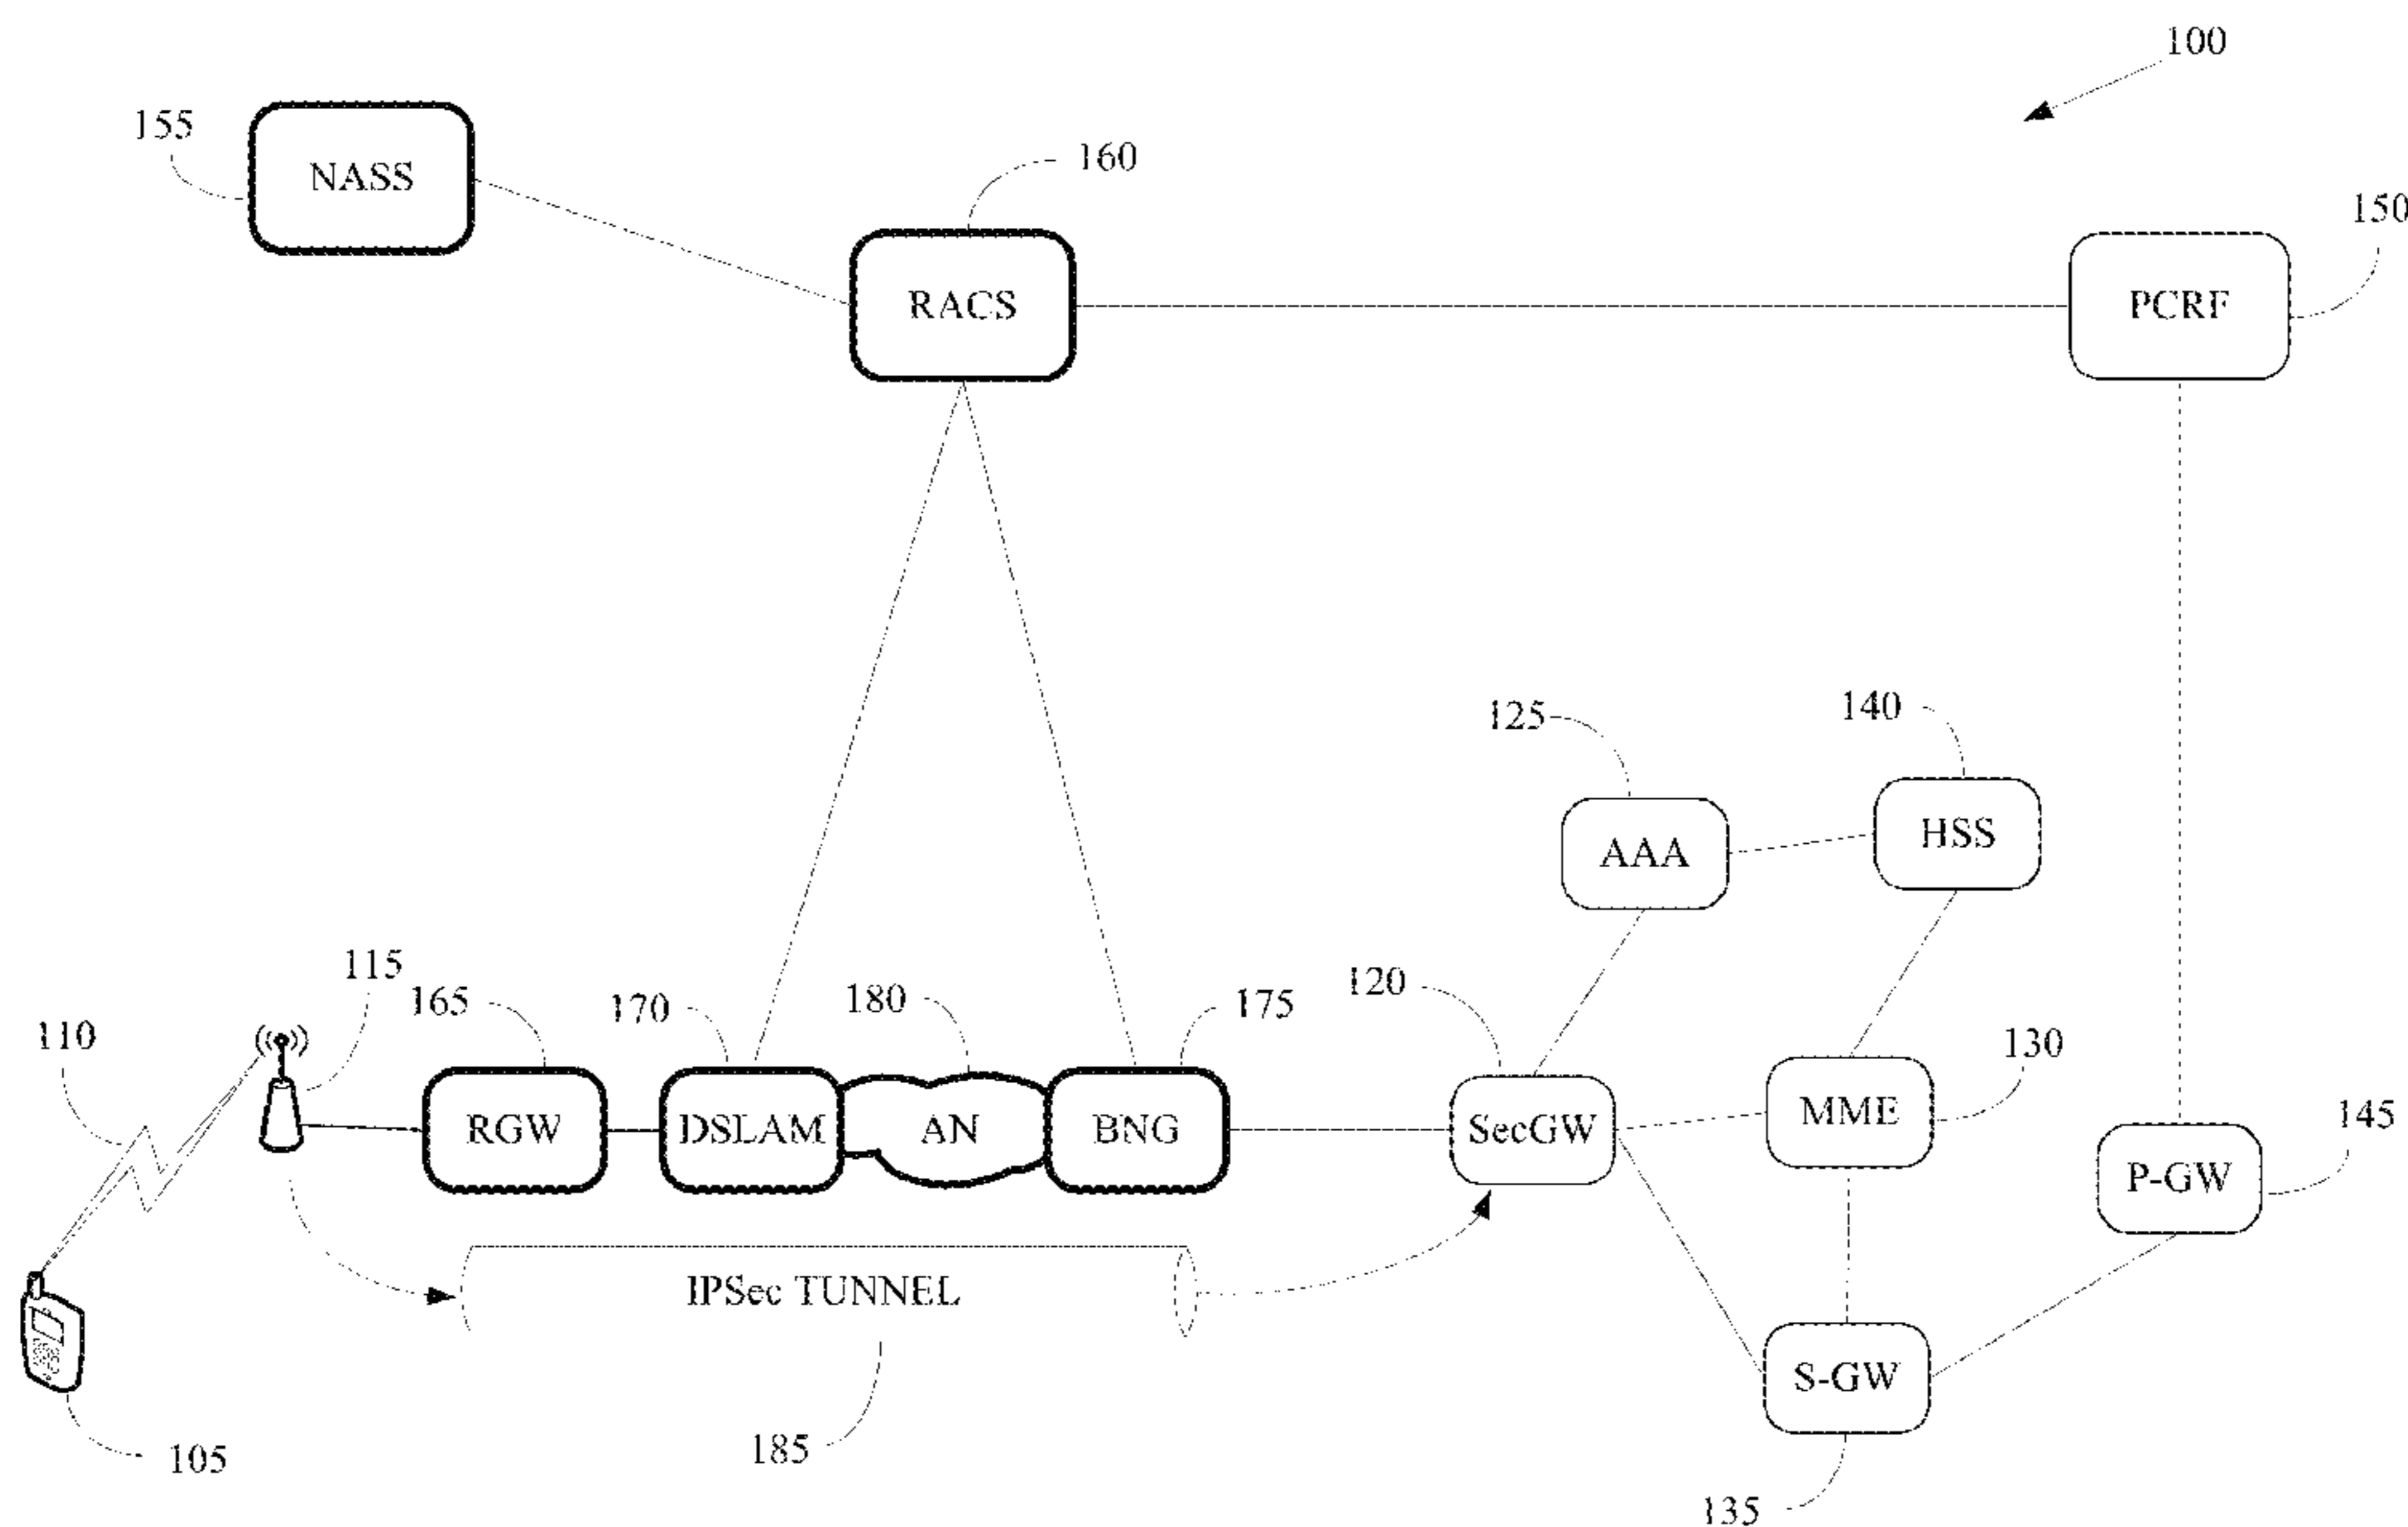 100
155
NASS
160
RACS
150
PCRF
125
140
AAA
HSS
115
165
170
180
175
120
110
130
RGW
DSLAM
AN
BNG
SecGW
MME
145
P-GW
IPSec TUNNEL
S-GW
105
185
135